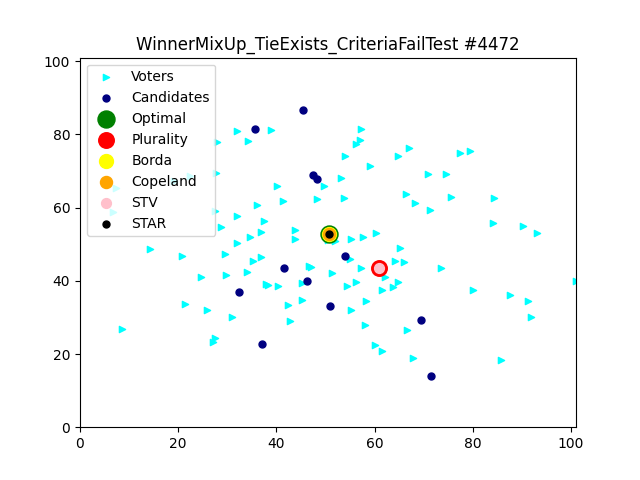 WinnerMixUp_TieExists_CriteriaFailTest #4472
100
80
60
40
20
0
0 20 40 60 80 100
Voters
Candidates
Optimal
Plurality
Borda
Copeland
STV
STAR